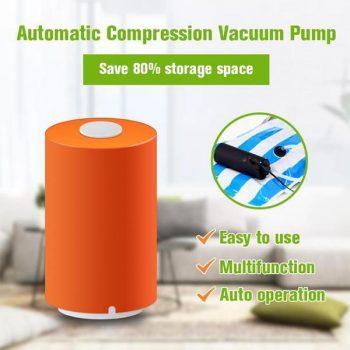 Automatic Compression Vacuum Pump
Save 80% storage space
Easy to use
Multifunction
Auto operation